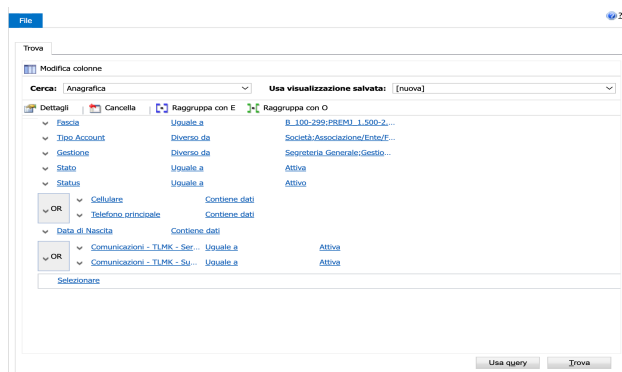 File
?
Trova
Modifica colonne
Cerca: Anagrafica Usa visualizzazione salvata: [nuova]
Dettagli Cancella Raggruppa con E Raggruppa con O
Fascia Uguale a B_100-299;PREMJ_1.500-2,...
Tipo Account Diverso da Società;Associazione/Ente/F...
Gestione Diverso da Segreteria Generale;Gestio...
Stato Uguale a Attiva
Status Uguale a Attivo
OR
Cellulare Contiene dati
Telefono principale Contiene dati
Data di Nascita Contiene dati
OR
Comunicazioni - TLMK - Ser... Uguale a Attiva
Comunicazioni - TLMK - Su... Uguale a Attiva
Selezionare
Usa query Trova